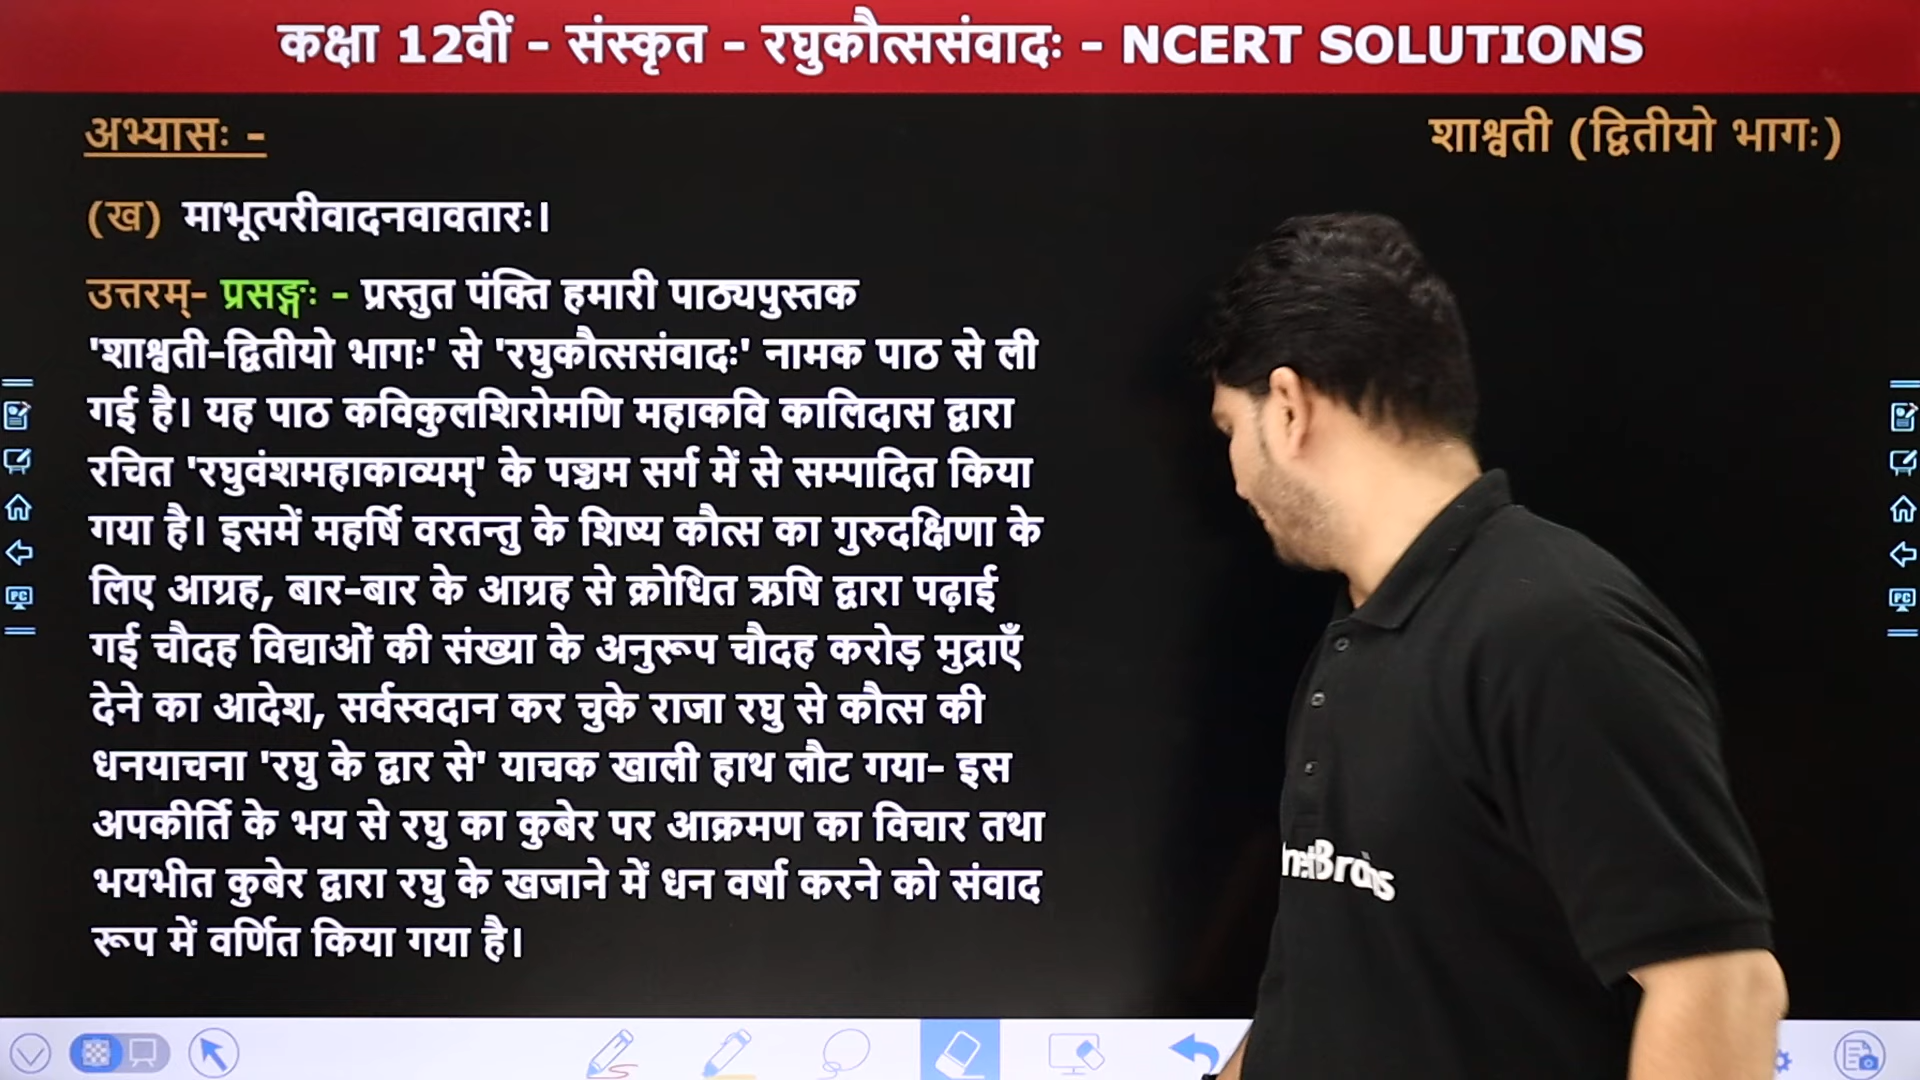 कक्षा 12वीं - संस्कृत - रघुकौत्ससंवादः - NCERT SOLUTIONS
अभ्यासः -
शाश्वती (द्वितीयो भागः)
(ख) माभूत्परीवादनवावतारः।
उत्तरम्- प्रसङ्गः - प्रस्तुत पंक्ति हमारी पाठ्यपुस्तक
'शाश्वती-द्वितीयो भागः' से 'रघुकौत्ससंवादः' नामक पाठ से ली
गई है। यह पाठ कविकुलशिरोमणि महाकवि कालिदास द्वारा
रचित 'रघुवंशमहाकाव्यम्' के पञ्चम सर्ग में से सम्पादित किया
गया है। इसमें महर्षि वरतन्तु के शिष्य कौत्स का गुरुदक्षिणा के
लिए आग्रह, बार-बार के आग्रह से क्रोधित ऋषि द्वारा पढ़ाई
गई चौदह विद्याओं की संख्या के अनुरूप चौदह करोड़ मुद्राएँ
देने का आदेश, सर्वस्वदान कर चुके राजा रघु से कौत्स की
धनयाचना 'रघु के द्वार से' याचक खाली हाथ लौट गया- इस
अपकीर्ति के भय से रघु का कुबेर पर आक्रमण का विचार तथा
भयभीत कुबेर द्वारा रघु के खजाने में धन वर्षा करने को संवाद
रूप में वर्णित किया गया है।
PC
PC